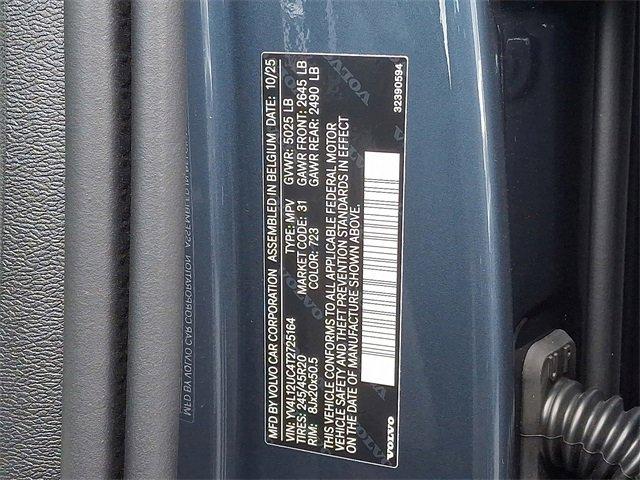 MFD BY VOLVO CAR CORPORATION ASSEMBLED IN BELGIUM DATE: 10/25
VIN: YV4L12UC4T2725164 TYPE: MPV GVWR: 5025 LB
TIRES: 245/45R20 MARKET CODE: 31 GAWR FRONT: 2645 LB
RIM: 8Jx20x50.5 COLOR: 723 GAWR REAR: 2490 LB
THIS VEHICLE CONFORMS TO ALL APPLICABLE FEDERAL MOTOR
VEHICLE SAFETY AND THEFT PREVENTION STANDARDS IN EFFECT
ON DATE OF MANUFACTURE SHOWN ABOVE.
VOLVO
32390594